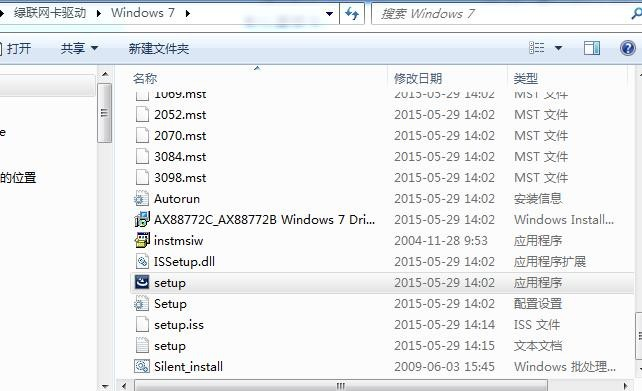 绿联网卡驱动 Windows 7 搜索 Windows 7
打开 共享 新建文件夹
名称 修改日期 类型
1069.mst 2015-05-29 14:02 MST 文件
2052.mst 2015-05-29 14:02 MST 文件
2070.mst 2015-05-29 14:02 MST 文件
3084.mst 2015-05-29 14:02 MST 文件
3098.mst 2015-05-29 14:02 MST 文件
的位置
Autorun 2015-05-29 14:02 安装信息
AX88772C_AX88772B Windows 7 Dri... 2015-05-29 14:02 Windows Install...
instmsiw 2004-11-28 9:53 应用程序
ISSetup.dll 2015-05-29 14:02 应用程序扩展
setup 2015-05-29 14:02 应用程序
Setup 2015-05-29 14:02 配置设置
setup.iss 2015-05-29 14:14 ISS 文件
setup 2015-05-29 14:15 文本文档
Silent_install 2009-06-03 15:45 Windows 批处理...